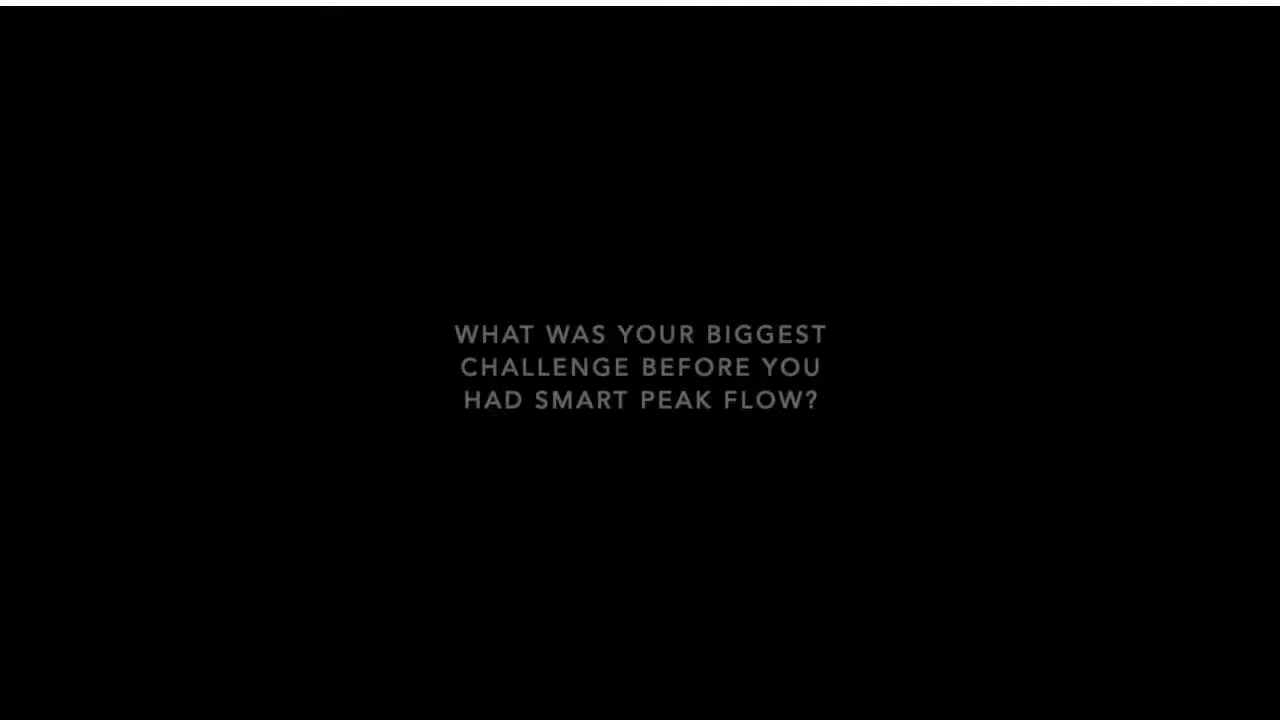 WHAT WAS YOUR BIGGEST
CHALLENGE BEFORE YOU
HAD SMART PEAK FLOW?